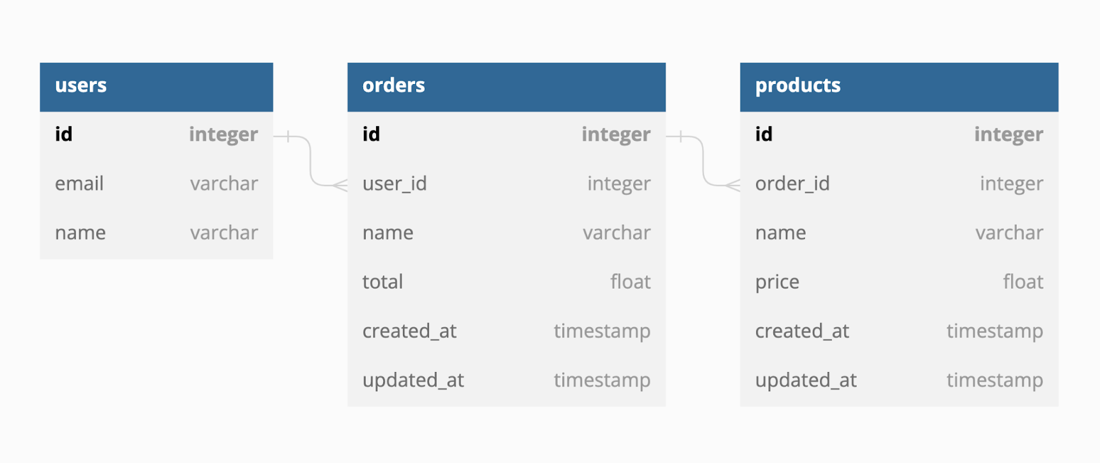 users
id integer
email varchar
name varchar
orders
id integer
user_id integer
name varchar
total float
created_at timestamp
updated_at timestamp
products
id integer
order_id integer
name varchar
price float
created_at timestamp
updated_at timestamp